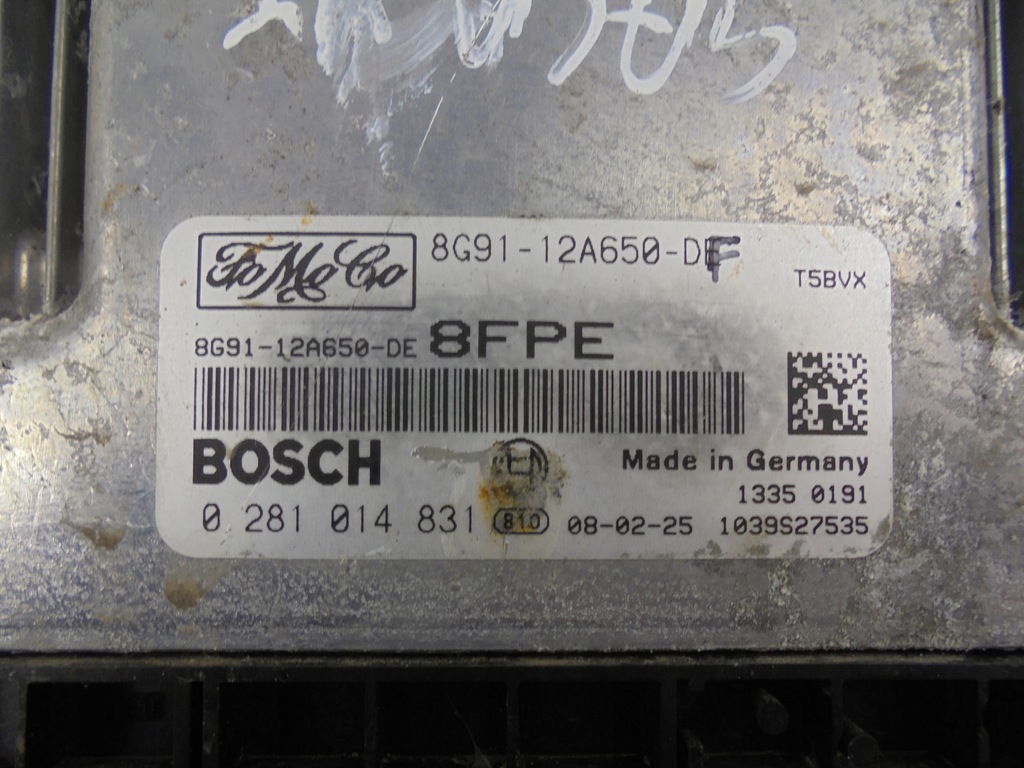 FoMoCo 8G91-12A650-DF
T5BVX
8G91-12A650-DE 8FPE
BOSCH Made in Germany
1335 0191
0 281 014 831 810 08-02-25 1039S27535